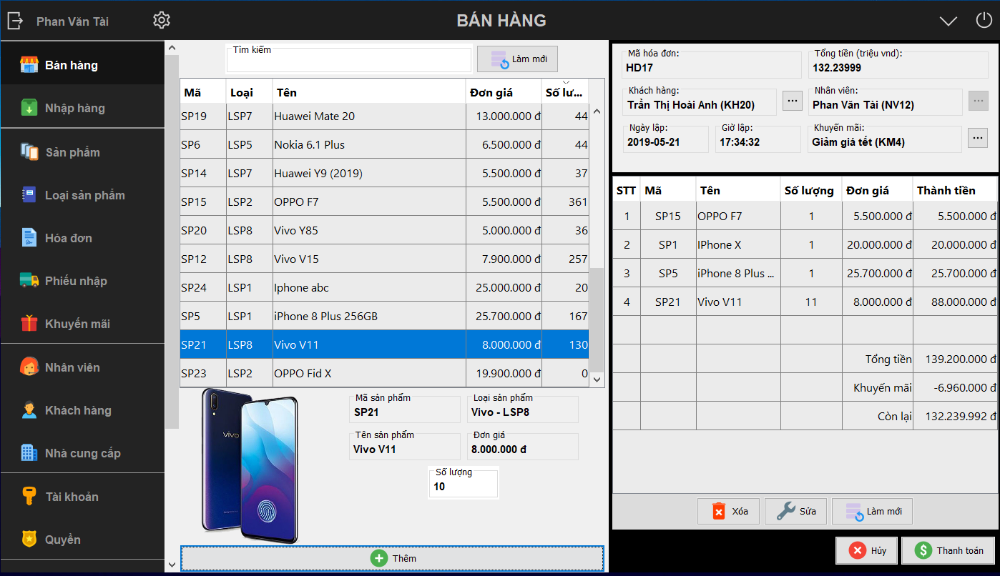 Phan Văn Tài
BÁN HÀNG
Bán hàng
Nhập hàng
Sản phẩm
Loại sản phẩm
Hóa đơn
Phiếu nhập
Khuyến mãi
Nhân viên
Khách hàng
Nhà cung cấp
Tài khoản
Quyền
Tìm kiếm
Làm mới
Mã Loại Tên Đơn giá Số lư...
SP19 LSP7 Huawei Mate 20 13.000.000 đ 44
SP6 LSP5 Nokia 6.1 Plus 6.500.000 đ 44
SP14 LSP7 Huawei Y9 (2019) 5.500.000 đ 37
SP15 LSP2 OPPO F7 5.500.000 đ 361
SP20 LSP8 Vivo Y85 5.000.000 đ 36
SP12 LSP8 Vivo V15 7.900.000 đ 257
SP24 LSP1 Iphone abc 25.000.000 đ 20
SP5 LSP1 iPhone 8 Plus 256GB 25.700.000 đ 167
SP21 LSP8 Vivo V11 8.000.000 đ 130
SP23 LSP2 OPPO Fid X 19.900.000 đ 0
vivo
Mã sản phẩm
SP21
Loại sản phẩm
Vivo - LSP8
Tên sản phẩm
Vivo V11
Đơn giá
8.000.000 đ
Số lượng
10
Thêm
Mã hóa đơn:
HD17
Tổng tiền (triệu vnd):
132.23999
Khách hàng:
Trần Thị Hoài Anh (KH20)
...
Nhân viên:
Phan Văn Tài (NV12)
...
Ngày lập:
2019-05-21
Giờ lập:
17:34:32
Khuyến mãi:
Giảm giá tết (KM4)
...
STT Mã Tên Số lượng Đơn giá Thành tiền
1 SP15 OPPO F7 1 5.500.000 đ 5.500.000 đ
2 SP1 IPhone X 1 20.000.000 đ 20.000.000 đ
3 SP5 iPhone 8 Plus ... 1 25.700.000 đ 25.700.000 đ
4 SP21 Vivo V11 11 8.000.000 đ 88.000.000 đ
Tổng tiền 139.200.000 đ
Khuyến mãi -6.960.000 đ
Còn lại 132.239.992 đ
Xóa
Sửa
Làm mới
Hủy
Thanh toán